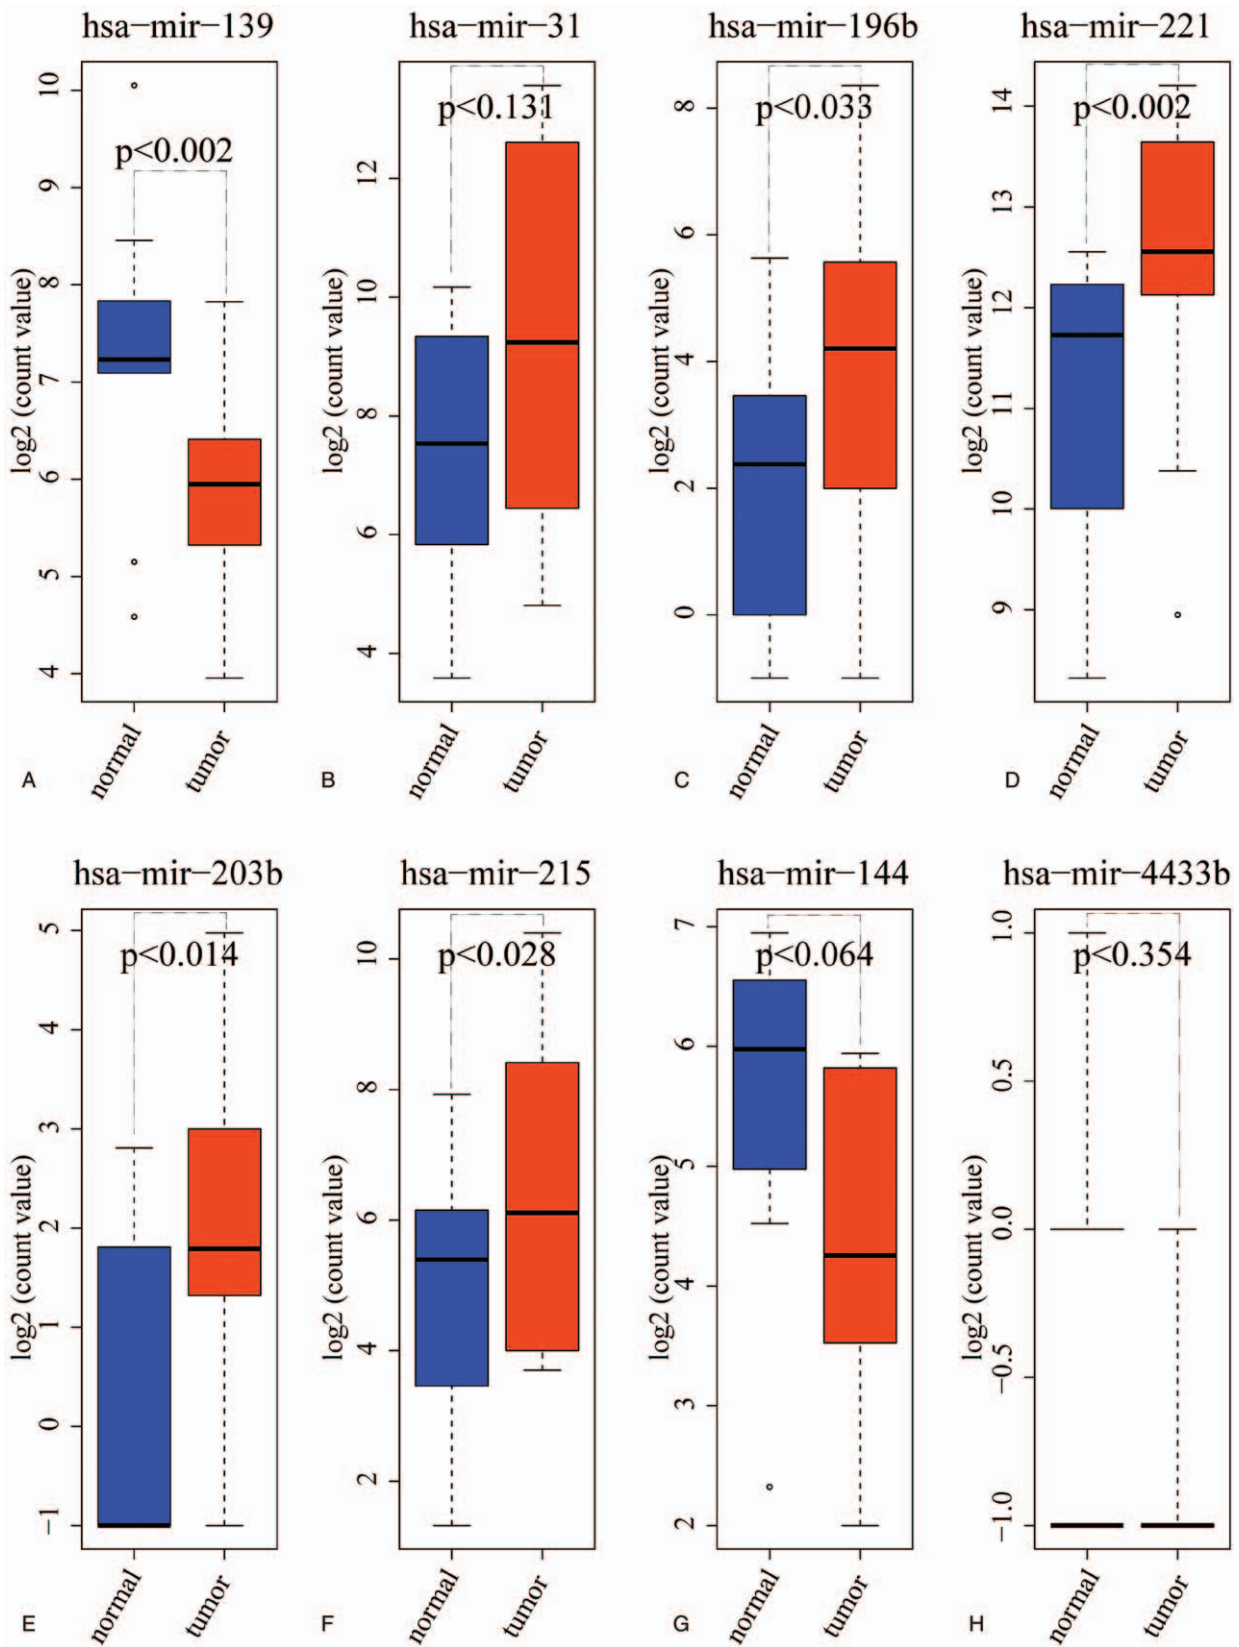 hsa−mir−139
log2 (count value)
10
9
8
7
6
5
4
p<0.002
normal
tumor
A
hsa−mir−31
log2 (count value)
12
10
8
6
4
p<0.131
normal
tumor
B
hsa−mir−196b
log2 (count value)
8
6
4
2
0
p<0.033
normal
tumor
C
hsa−mir−221
log2 (count value)
14
13
12
11
10
9
p<0.002
normal
tumor
D
hsa−mir−203b
log2 (count value)
5
4
3
2
1
0
−1
p<0.014
normal
tumor
E
hsa−mir−215
log2 (count value)
10
8
6
4
2
p<0.028
normal
tumor
F
hsa−mir−144
log2 (count value)
7
6
5
4
3
2
p<0.064
normal
tumor
G
hsa−mir−4433b
log2 (count value)
1.0
0.5
0.0
−0.5
−1.0
p<0.354
normal
tumor
H